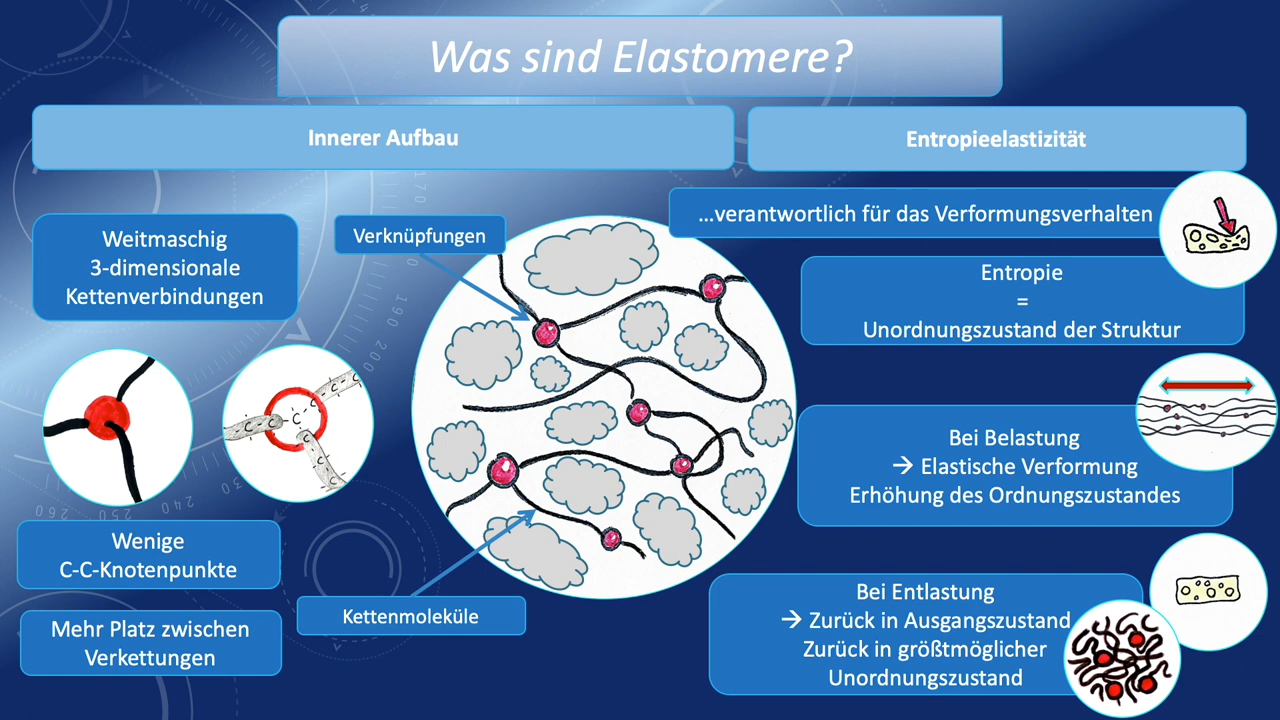 Was sind Elastomere?
Innerer Aufbau
Weitmaschig
3-dimensionale
Kettenverbindungen
Verknüpfungen
Wenige
C-C-Knotenpunkte
Mehr Platz zwischen
Verkettungen
Kettenmoleküle
Entropieelastizität
...verantwortlich für das Verformungsverhalten
Entropie
=
Unordnungszustand der Struktur
Bei Belastung
→ Elastische Verformung
Erhöhung des Ordnungszustandes
Bei Entlastung
→ Zurück in Ausgangszustand
Zurück in größtmöglicher
Unordnungszustand